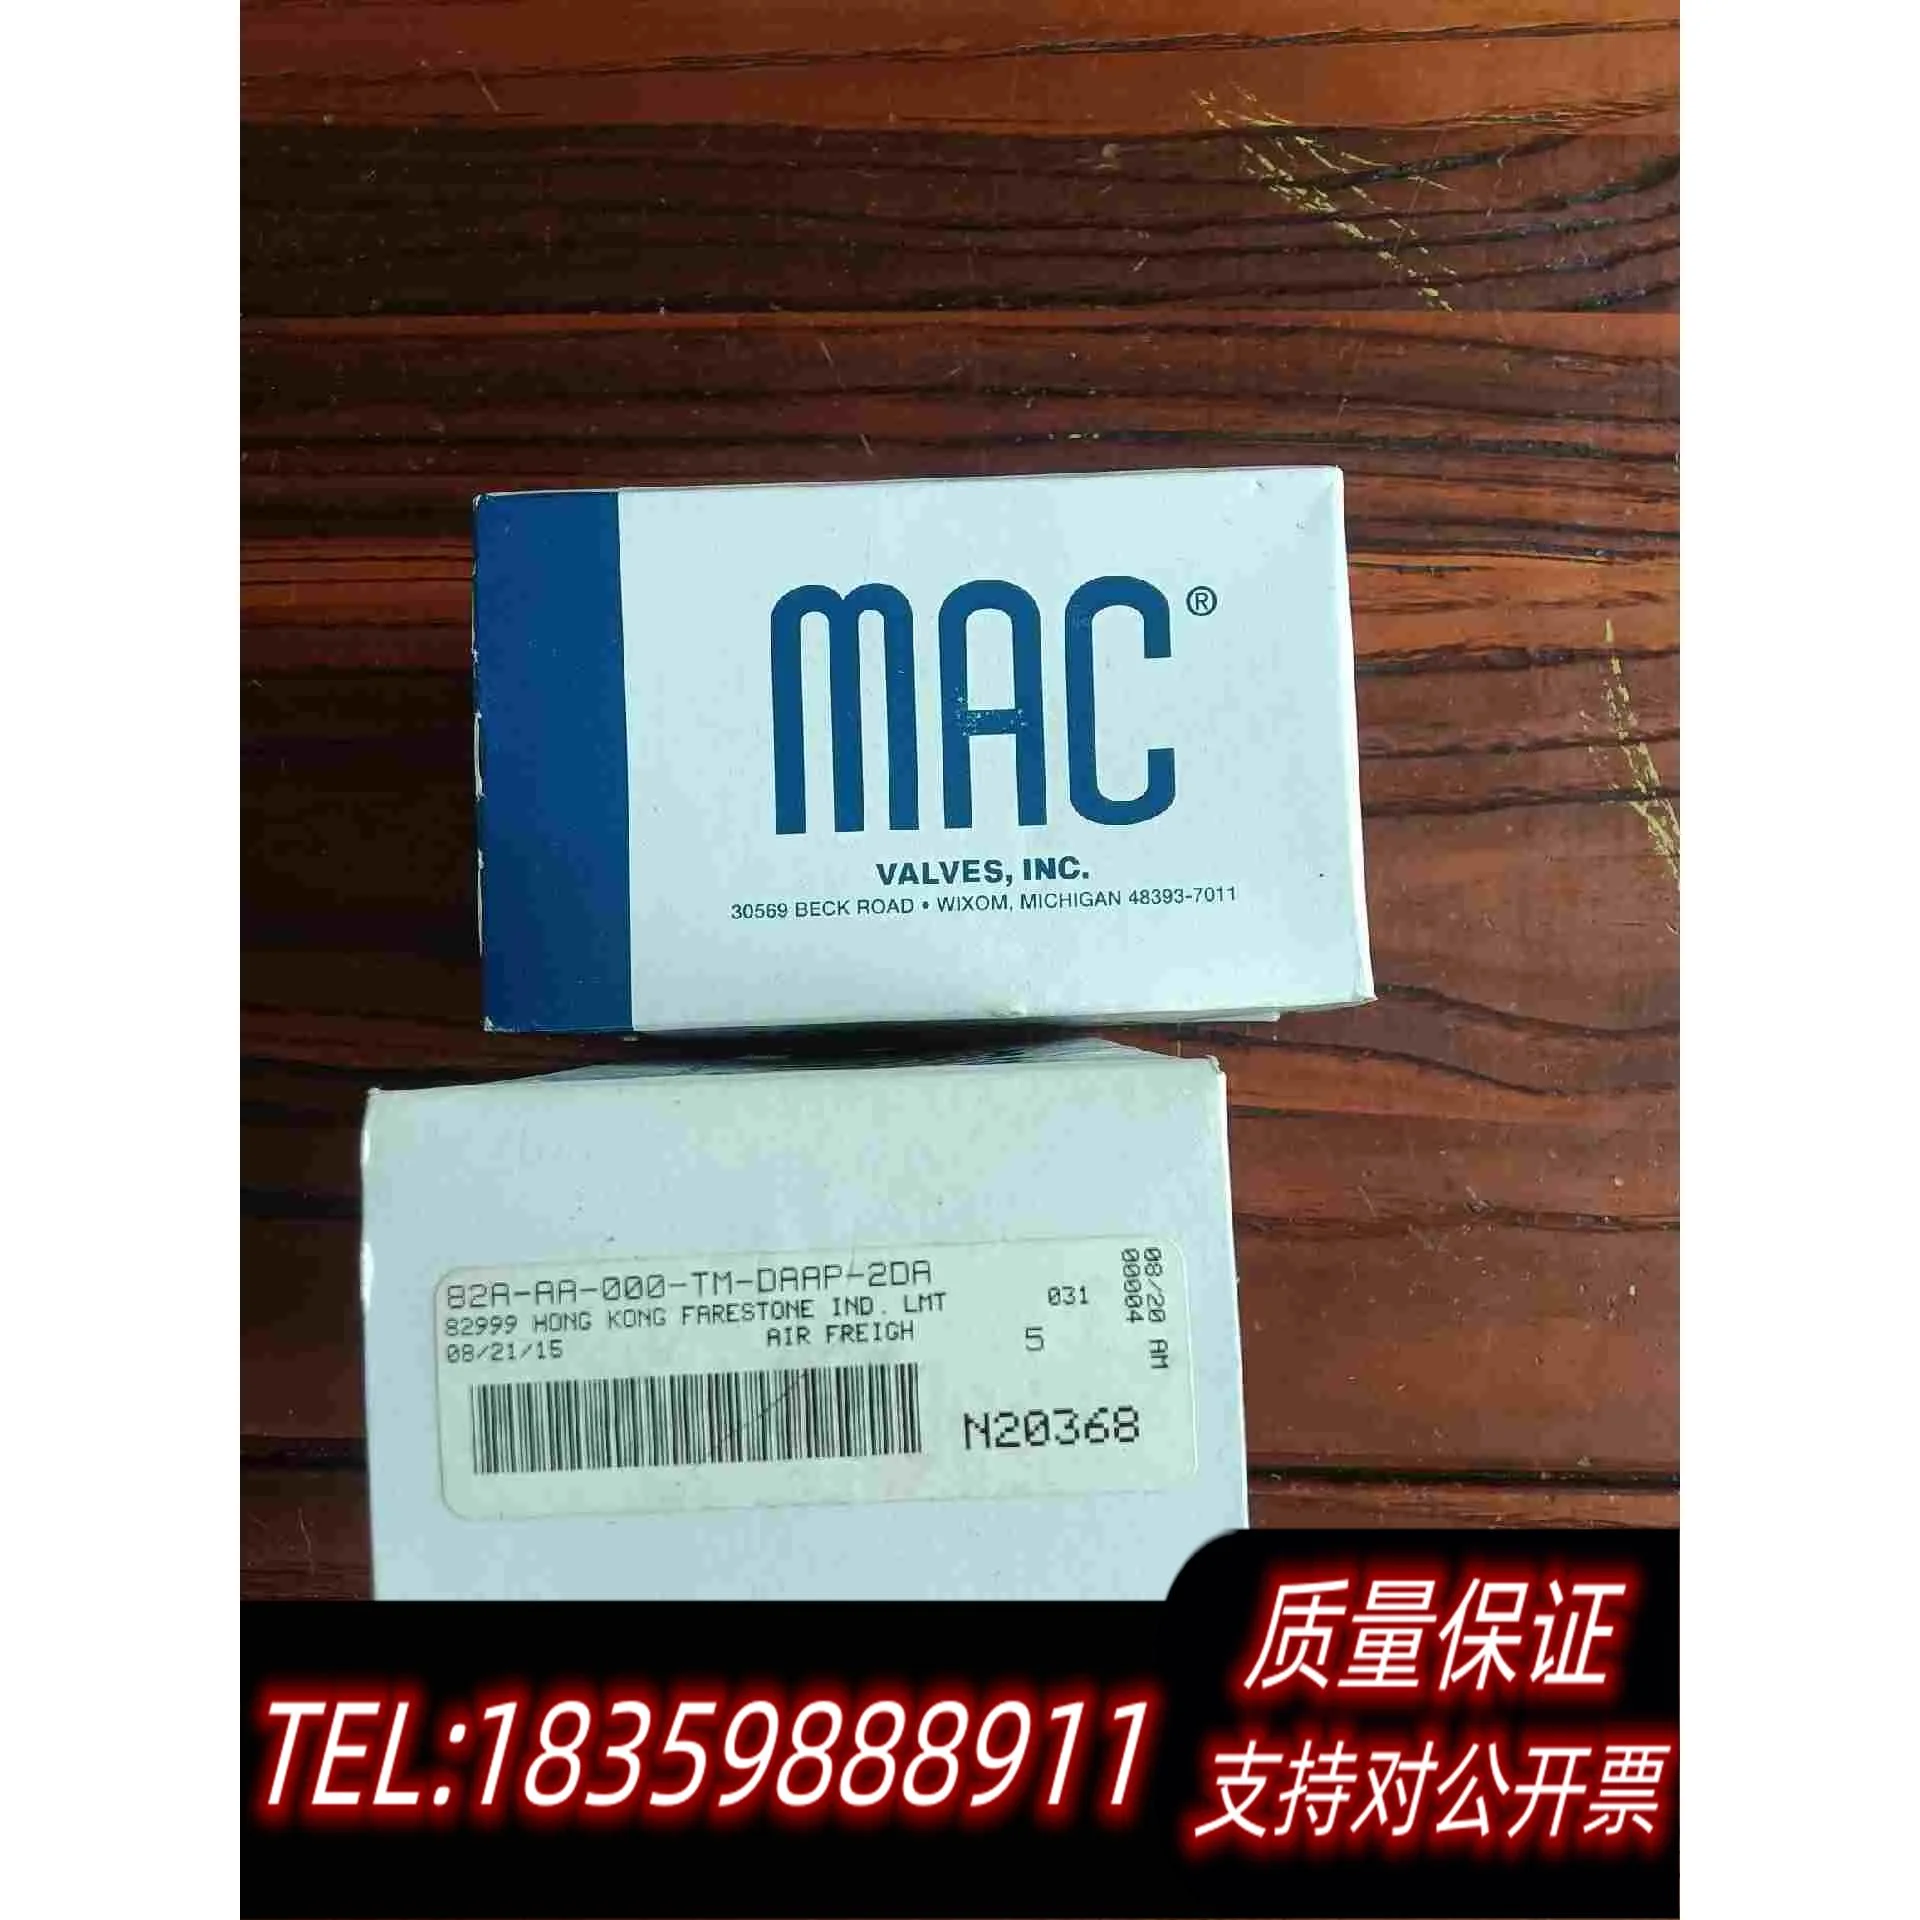 MAC®
VALVES, INC.
30569 BECK ROAD • WIXOM, MICHIGAN 48393-7011
82A-AA-000-TM-DAAP-2DA
82999 HONG KONG FARESTONE IND. LMT
031
08/21/15
AIR FREIGH
5
08/20 AM
00004
N20368
质量保证
TEL:18359888911
支持对公开票